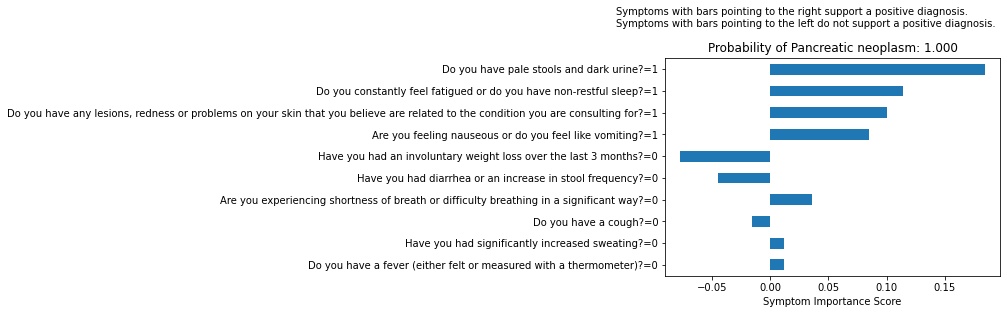 Symptoms with bars pointing to the right support a positive diagnosis.
Symptoms with bars pointing to the left do not support a positive diagnosis.
Probability of Pancreatic neoplasm: 1.000
Do you have pale stools and dark urine?=1
Do you constantly feel fatigued or do you have non-restful sleep?=1
Do you have any lesions, redness or problems on your skin that you believe are related to the condition you are consulting for?=1
Are you feeling nauseous or do you feel like vomiting?=1
Have you had an involuntary weight loss over the last 3 months?=0
Have you had diarrhea or an increase in stool frequency?=0
Are you experiencing shortness of breath or difficulty breathing in a significant way?=0
Do you have a cough?=0
Have you had significantly increased sweating?=0
Do you have a fever (either felt or measured with a thermometer)?=0
−0.05 0.00 0.05 0.10 0.15
Symptom Importance Score